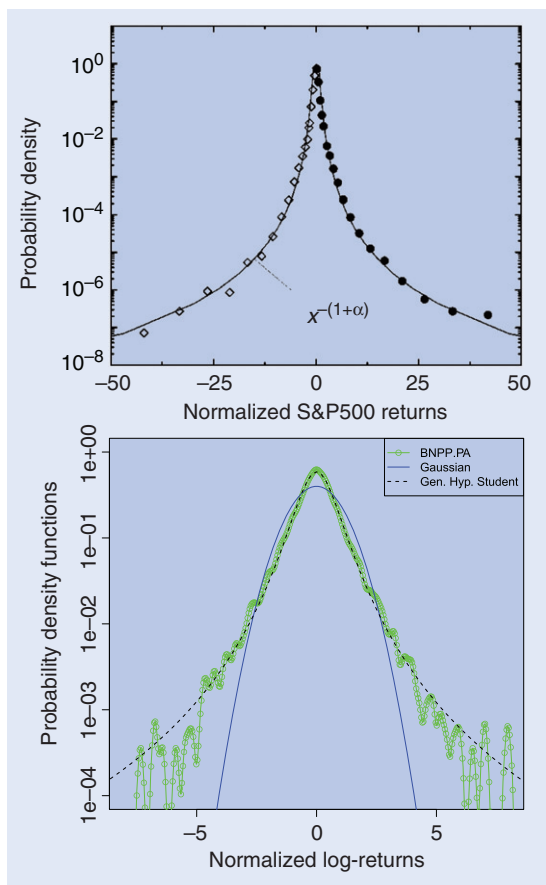 Probability density
10⁰
10⁻²
10⁻⁴
10⁻⁶
10⁻⁸
x⁻⁽¹⁺α⁾
−50 −25 0 25 50
Normalized S&P500 returns
Probability density functions
1e+00
1e-01
1e-02
1e-03
1e-04
BNPP.PA
Gaussian
Gen. Hyp. Student
−5 0 5
Normalized log-returns